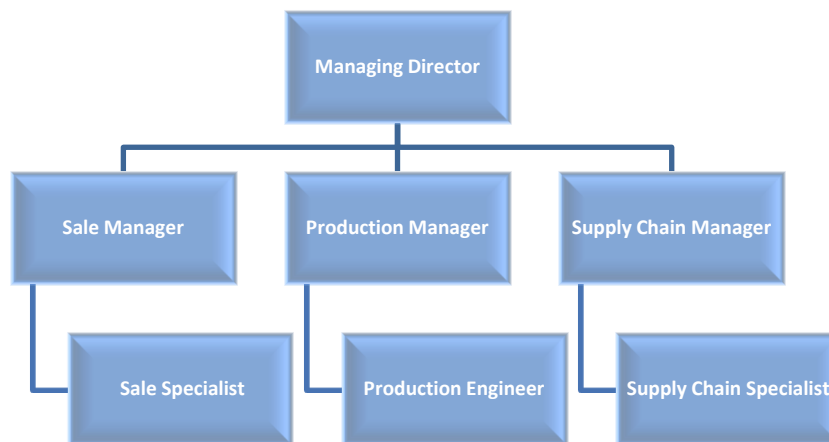 Managing Director
Sale Manager
Production Manager
Supply Chain Manager
Sale Specialist
Production Engineer
Supply Chain Specialist